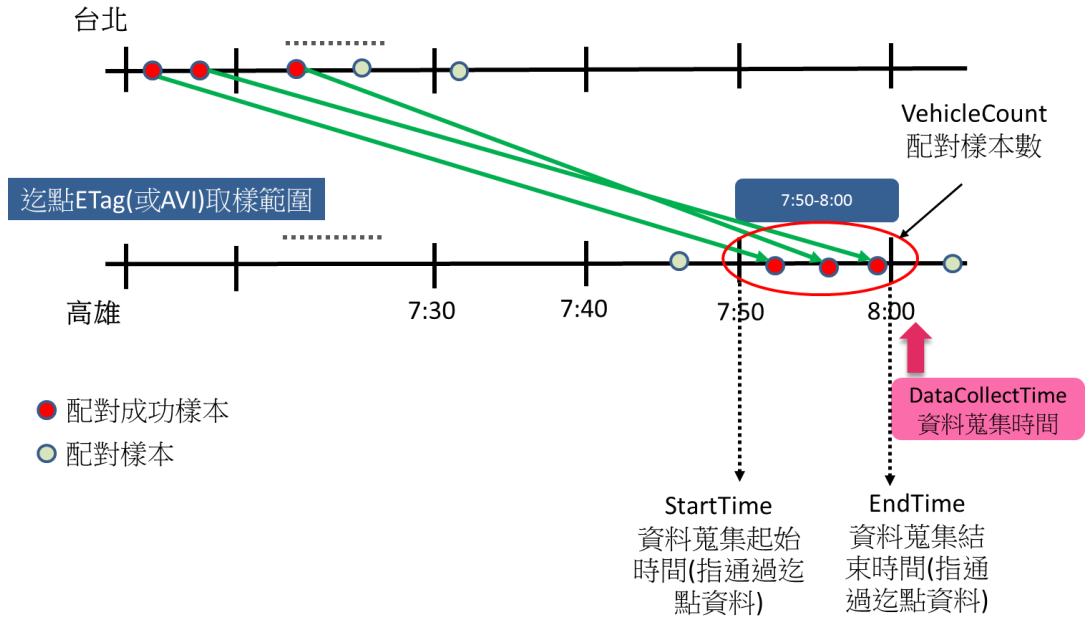 台北
VehicleCount
配對樣本數
迄點ETag(或AVI)取樣範圍
7:50-8:00
高雄
7:30
7:40
7:50
8:00
DataCollectTime
資料蒐集時間
配對成功樣本
配對樣本
StartTime
資料蒐集起始
時間(指通過迄
點資料)
EndTime
資料蒐集結
束時間(指通
過迄點資料)